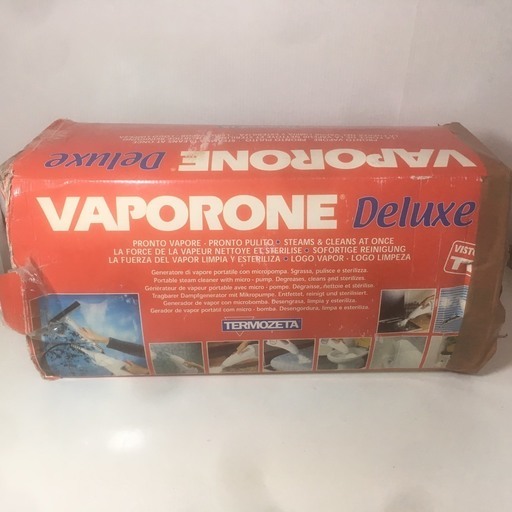 VAPORONE Deluxe
VAPORONE® Deluxe
PRONTO VAPORE - PRONTO PULITO • STEAMS & CLEANS AT ONCE
LA FORCE DE LA VAPEUR NETTOYE ET STERILISE • SOFORTIGE REINIGUNG
LA FUERZA DEL VAPOR LIMPIA Y ESTERILIZA • LOGO VAPOR - LOGO LIMPEZA
Generatore di vapore portatile con micropompa. Sgrassa, pulisce e sterilizza.
Portable steam cleaner with micro - pump. Degreases, cleans and sterilizes.
Générateur de vapeur portable avec micro - pompe. Dégraisse, nettoie et stérilise.
Tragbarer Dampfgenerator mit Mikropumpe. Entfettet, reinigt und sterilisiert.
Generador de vapor con microbomba. Desengrasa, limpia y esteriliza.
Gerador de vapor portátil com micro - bomba. Desengordura, limpa e esteriliza.
VISTO
TERMOZETA